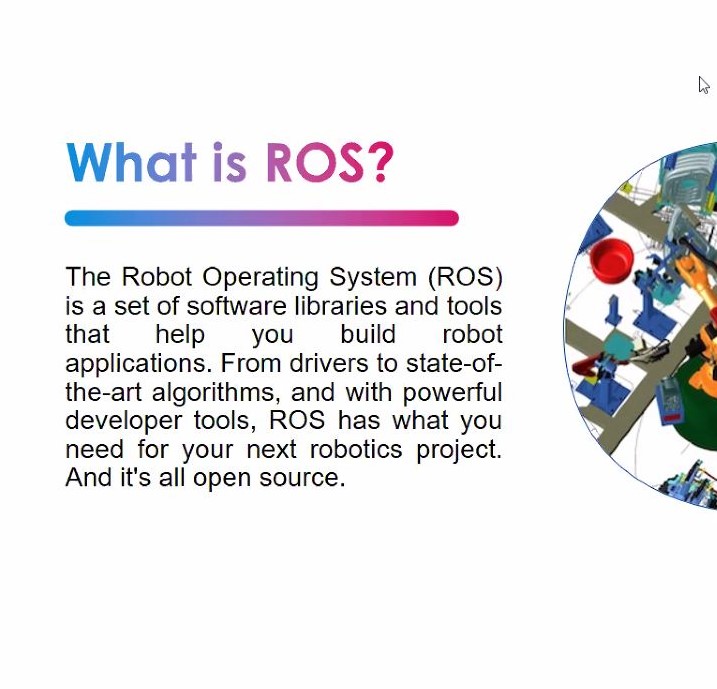 What is ROS?
The Robot Operating System (ROS)
is a set of software libraries and tools
that help you build robot
applications. From drivers to state-of-
the-art algorithms, and with powerful
developer tools, ROS has what you
need for your next robotics project.
And it's all open source.